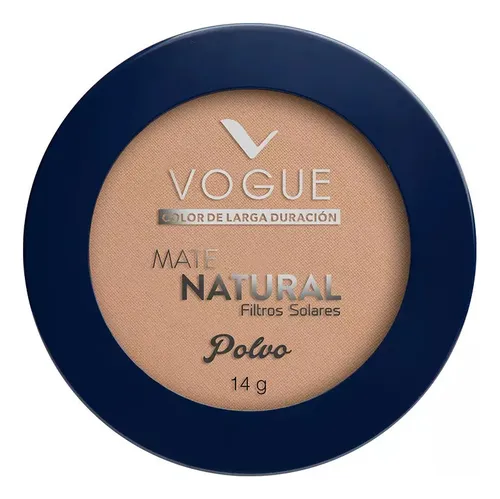 VOGUE
COLOR DE LARGA DURACIÓN
MATE
NATURAL
Filtros Solares
Polvo
14 g